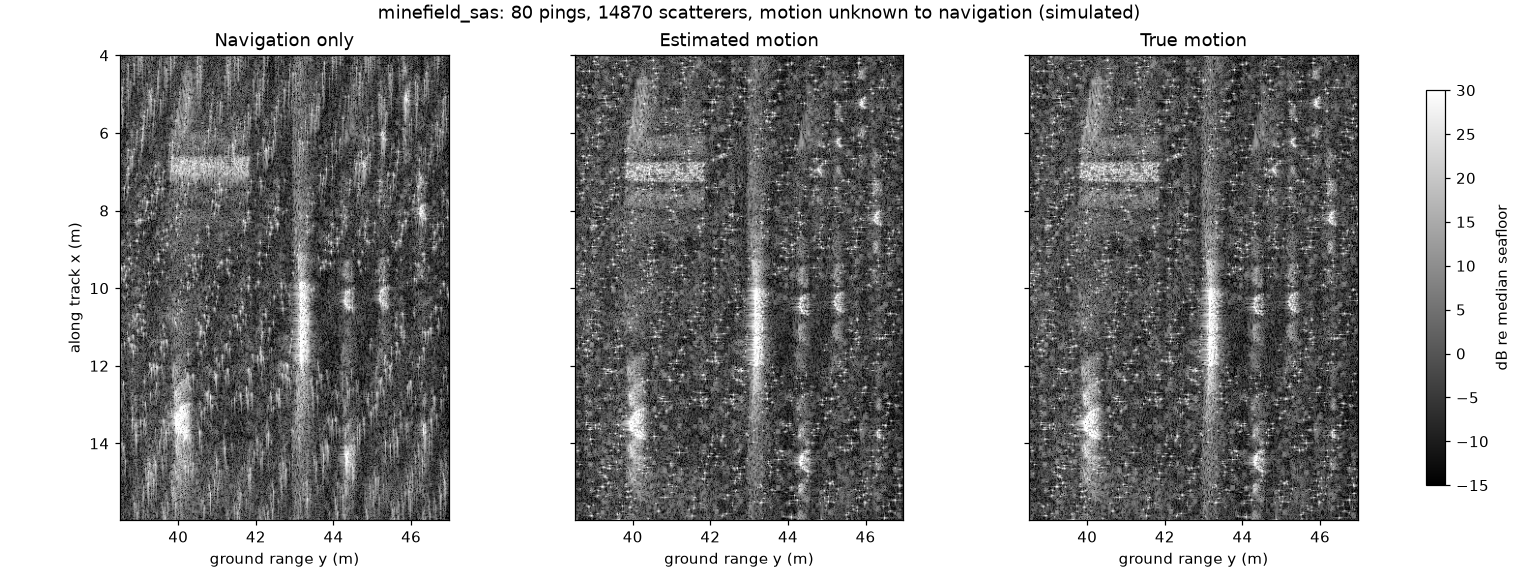 minefield_sas: 80 pings, 14870 scatterers, motion unknown to navigation (simulated)
Navigation only
Estimated motion
True motion
along track x (m)
4
6
8
10
12
14
40 42 44 46
ground range y (m)
40 42 44 46
ground range y (m)
40 42 44 46
ground range y (m)
30
25
20
15
10
5
0
−5
−10
−15
dB re median seafloor